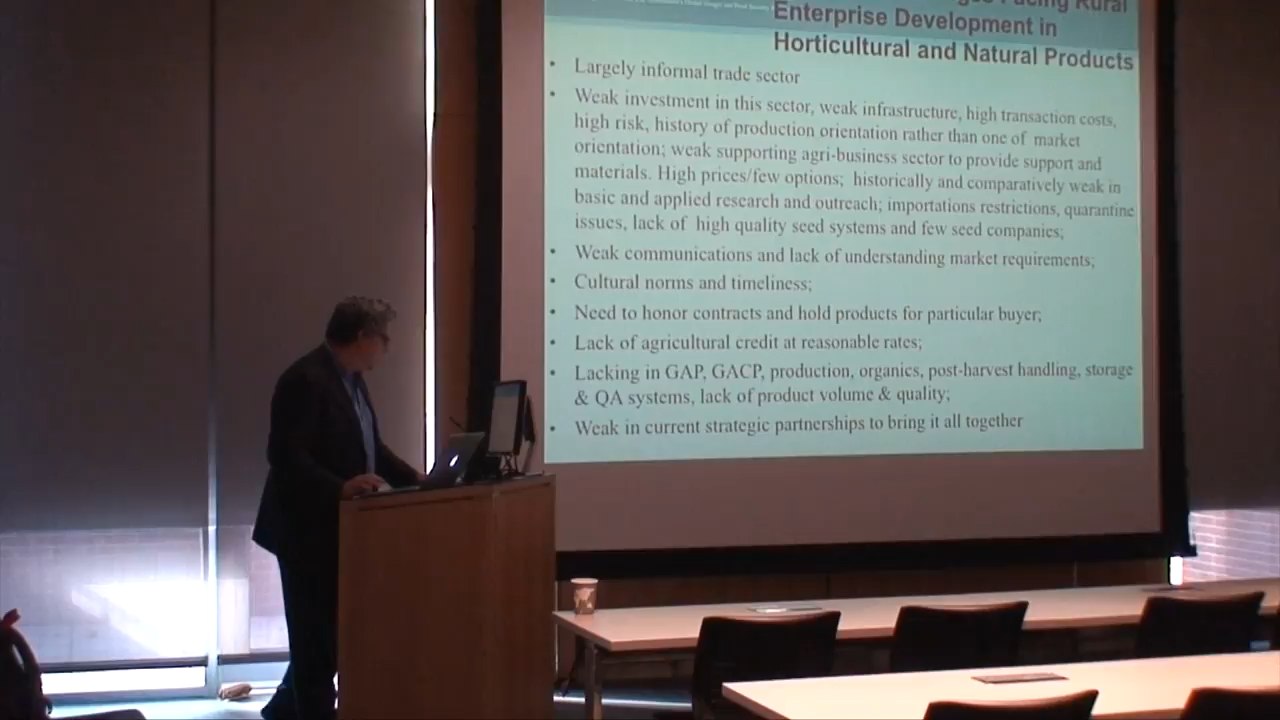 Facing Rural
Enterprise Development in
Horticultural and Natural Products
• Largely informal trade sector
• Weak investment in this sector, weak infrastructure, high transaction costs,
high risk, history of production orientation rather than one of market
orientation; weak supporting agri-business sector to provide support and
materials. High prices/few options; historically and comparatively weak in
basic and applied research and outreach; importations restrictions, quarantine
issues, lack of high quality seed systems and few seed companies;
• Weak communications and lack of understanding market requirements;
• Cultural norms and timeliness;
• Need to honor contracts and hold products for particular buyer;
• Lack of agricultural credit at reasonable rates;
• Lacking in GAP, GACP, production, organics, post-harvest handling, storage
& QA systems, lack of product volume & quality;
• Weak in current strategic partnerships to bring it all together